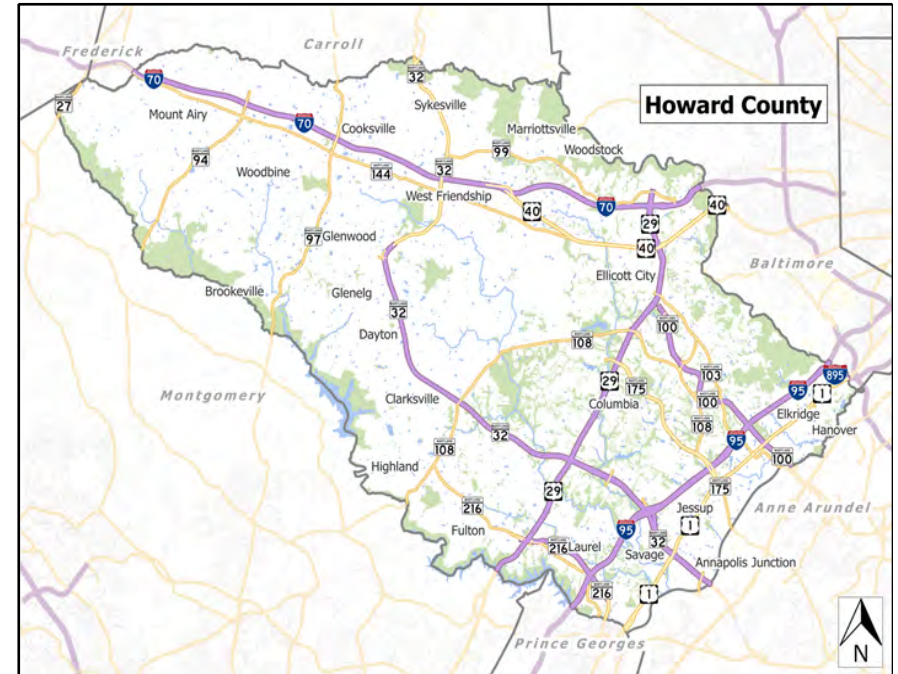 Frederick
Carroll
70
32
27
Sykesville
Howard County
Mount Airy
70
Cooksville
Marriottsville
94
144
32
99
Woodstock
Woodbine
West Friendship
40
70
29
40
97
Glenwood
40
Baltimore
Ellicott City
Brookeville
Glenelg
32
Dayton
108
100
29
175
103
895
95
1
Montgomery
Clarksville
Columbia
100
Elkridge
108
Hanover
108
32
95
100
Highland
29
175
Anne Arundel
216
Jessup
Fulton
95
1
216
Laurel
Savage
32
Annapolis Junction
216
1
Prince Georges
N